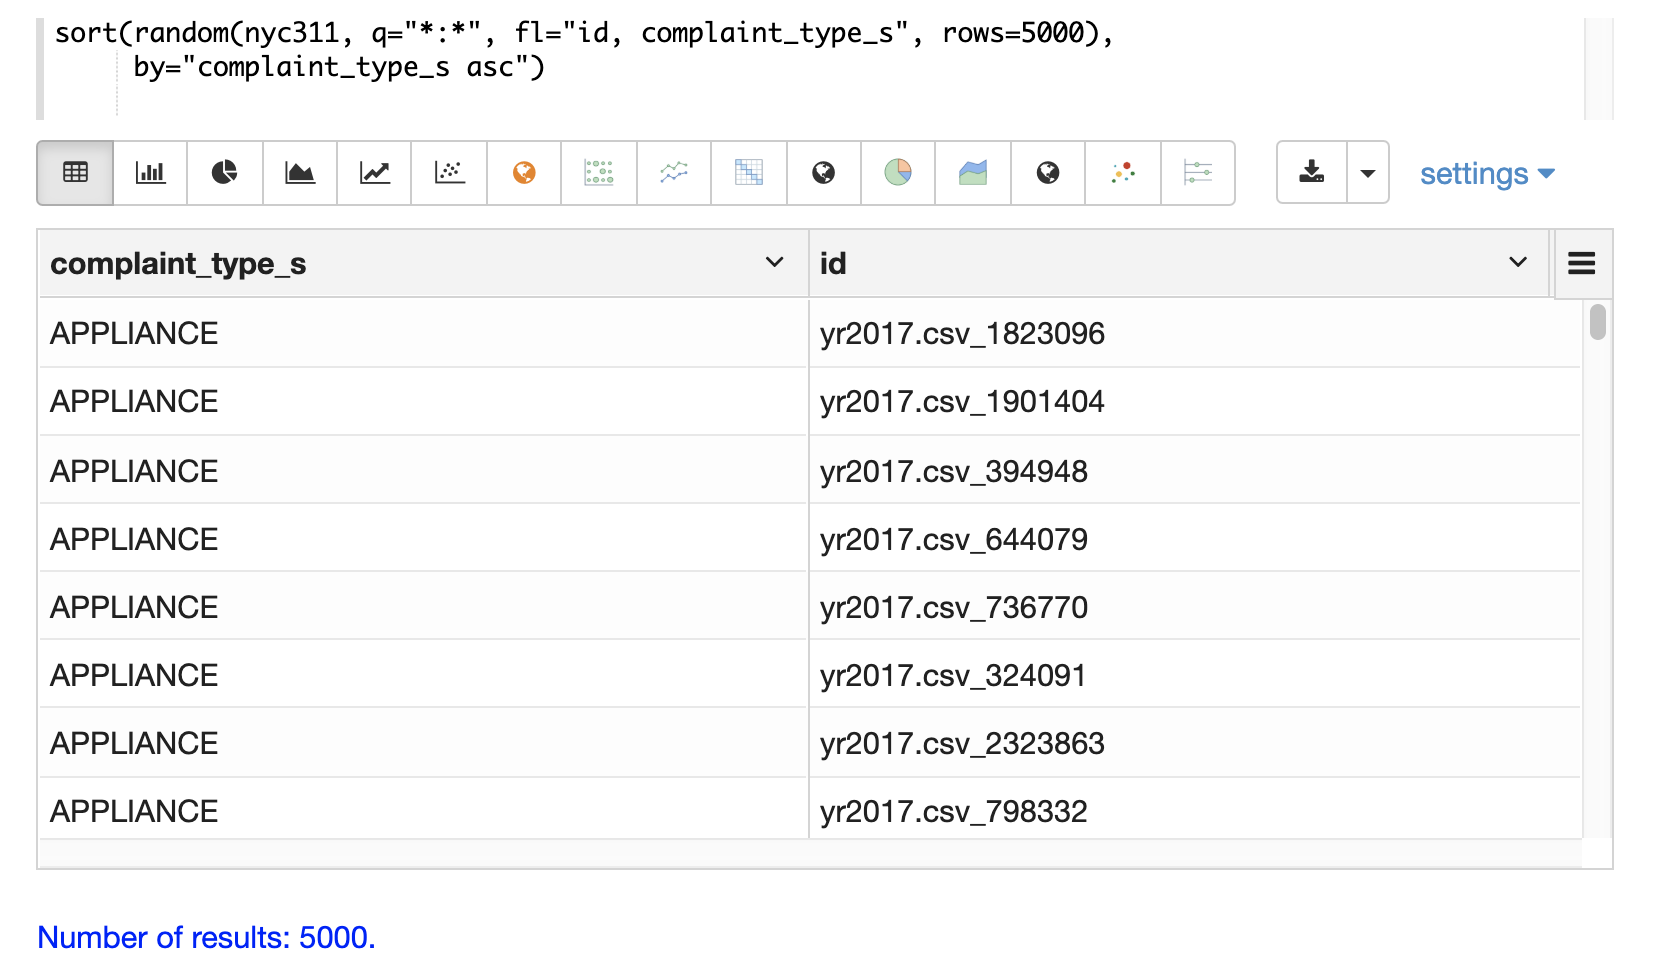 sort(random(nyc311, q="*:*", fl="id, complaint_type_s", rows=5000),
by="complaint_type_s asc")
settings
complaint_type_s id
APPLIANCE yr2017.csv_1823096
APPLIANCE yr2017.csv_1901404
APPLIANCE yr2017.csv_394948
APPLIANCE yr2017.csv_644079
APPLIANCE yr2017.csv_736770
APPLIANCE yr2017.csv_324091
APPLIANCE yr2017.csv_2323863
APPLIANCE yr2017.csv_798332
Number of results: 5000.